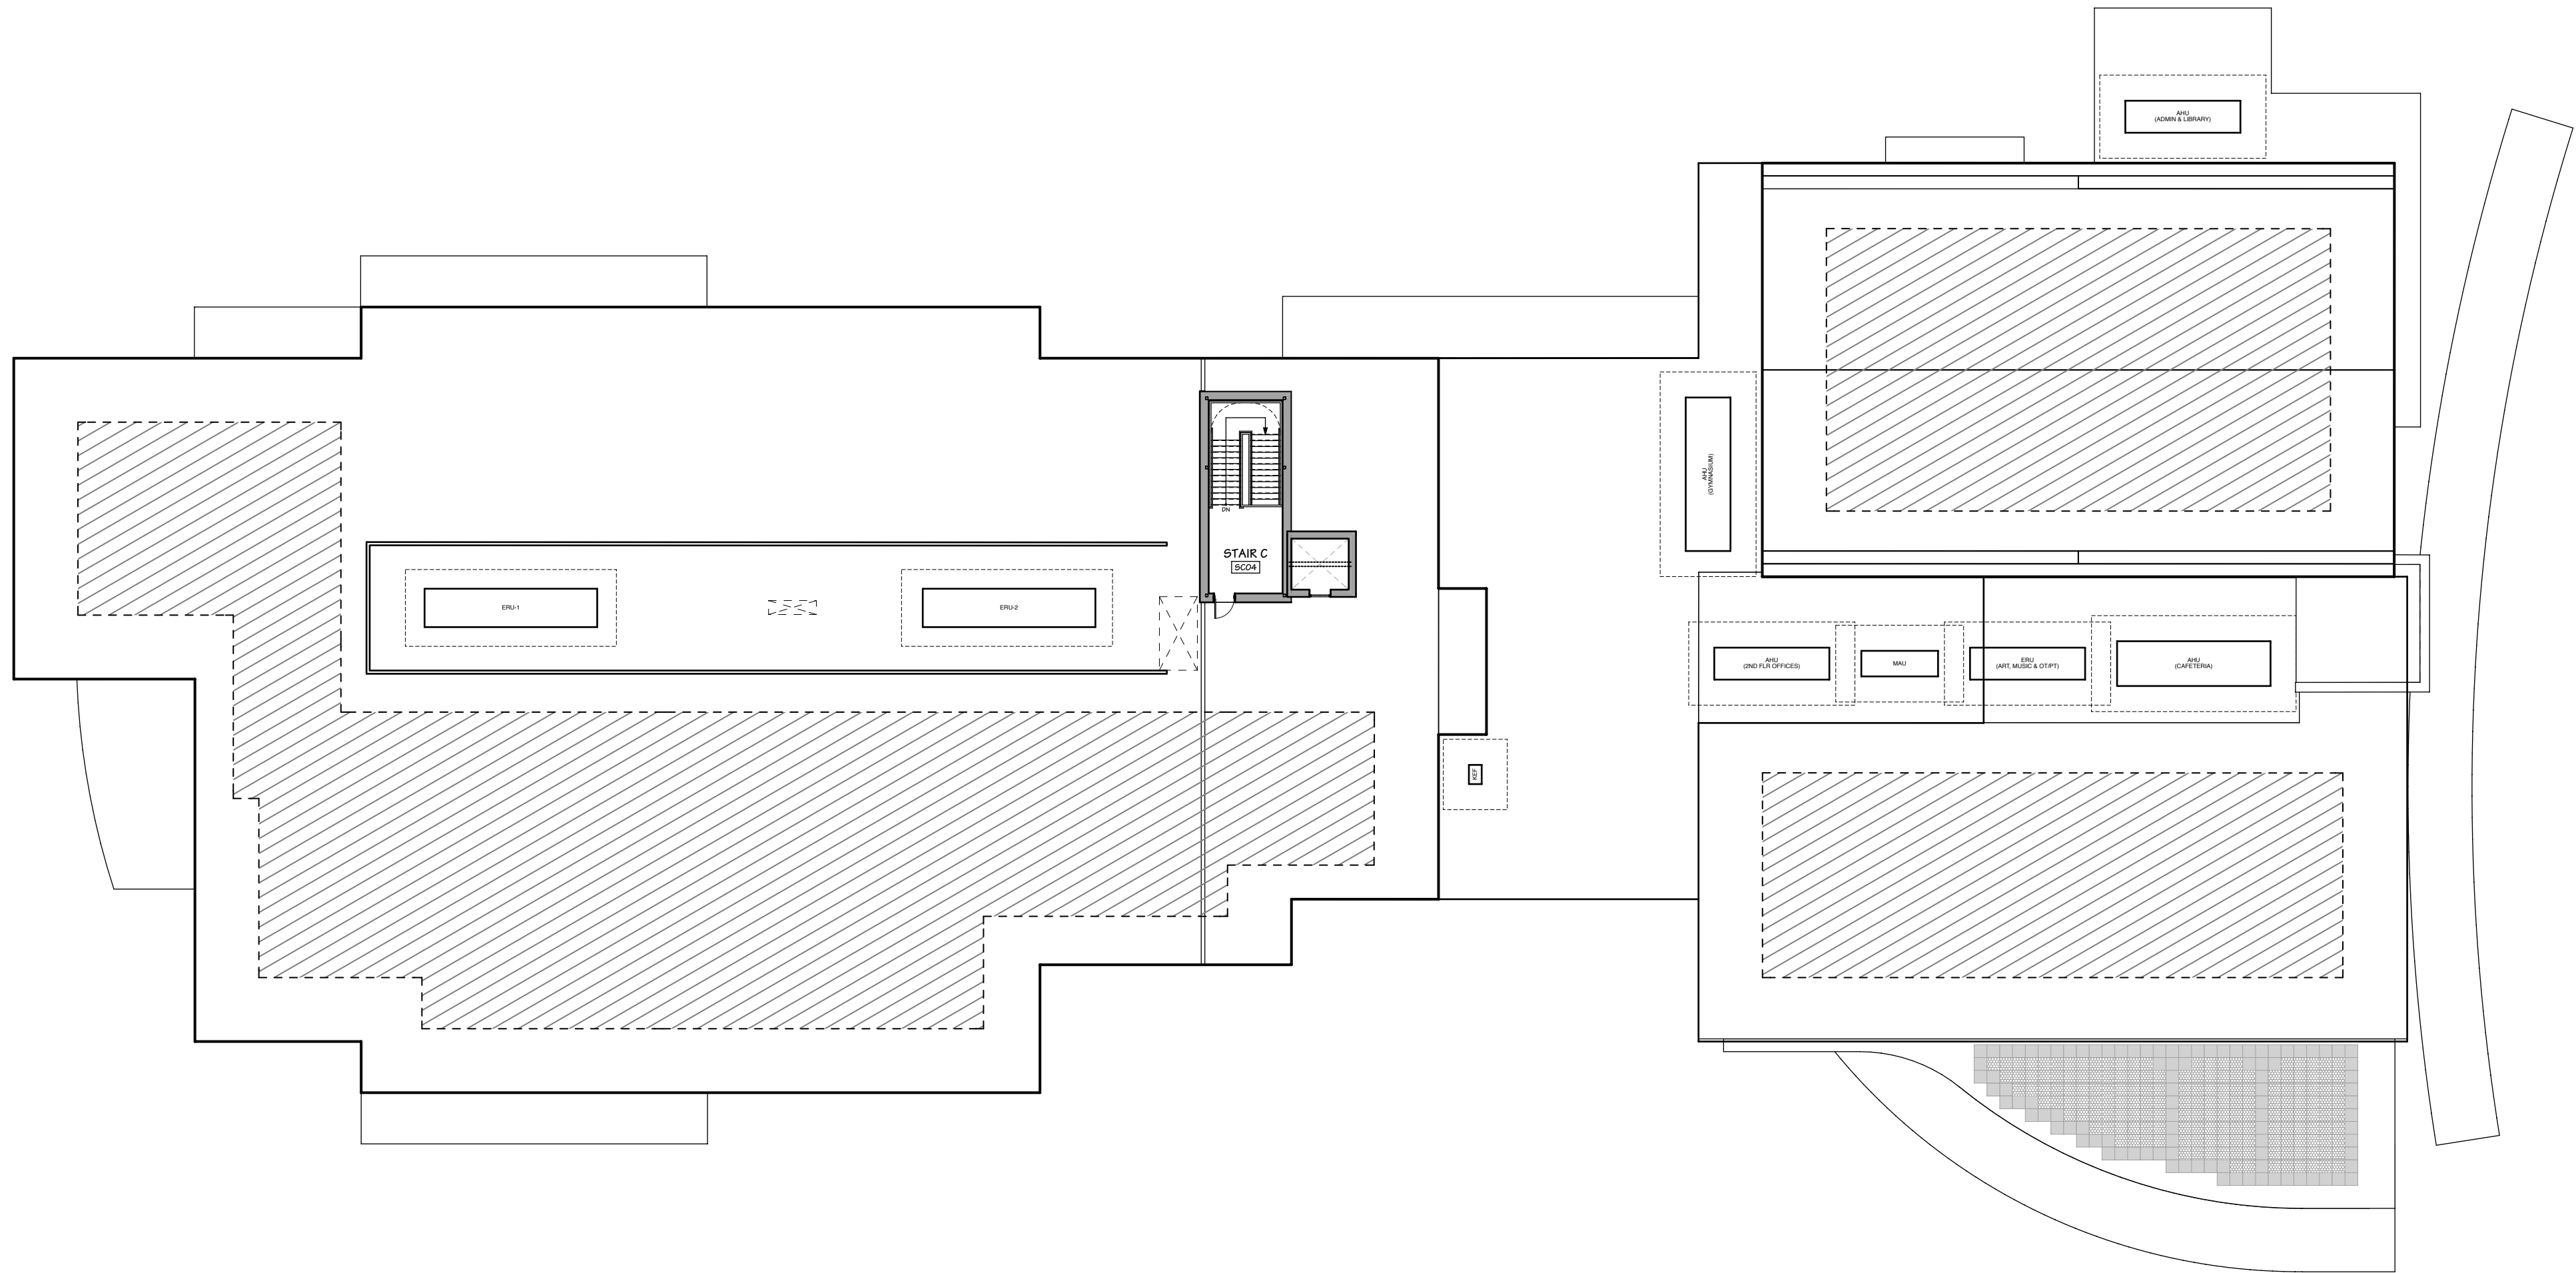 AHU
(ADMIN & LIBRARY)
AHU
(GYMNASIUM)
DN
STAIR C
SC04
ERU-1
ERU-2
AHU
(2ND FLR OFFICES)
MAU
ERU
(ART, MUSIC & OT/PT)
AHU
(CAFETERIA)
KEF